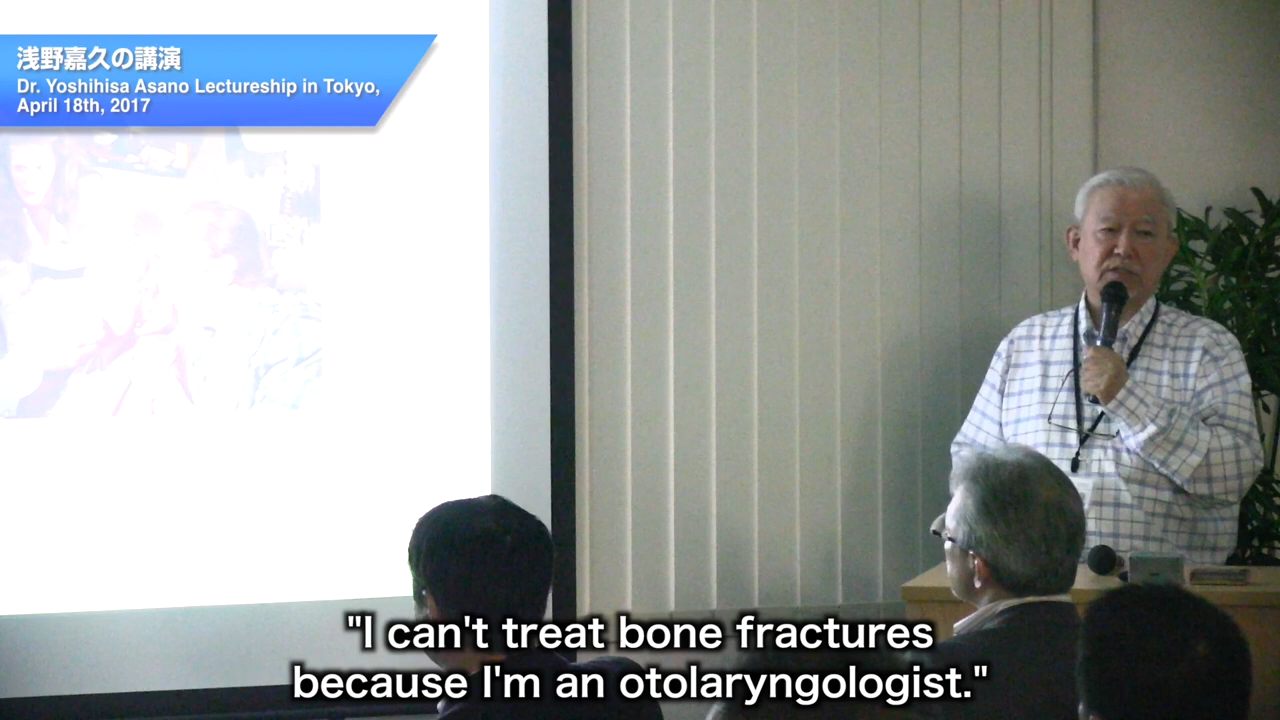 浅野嘉久の講演
Dr. Yoshihisa Asano Lectureship in Tokyo,
April 18th, 2017
"I can't treat bone fractures
because I'm an otolaryngologist."